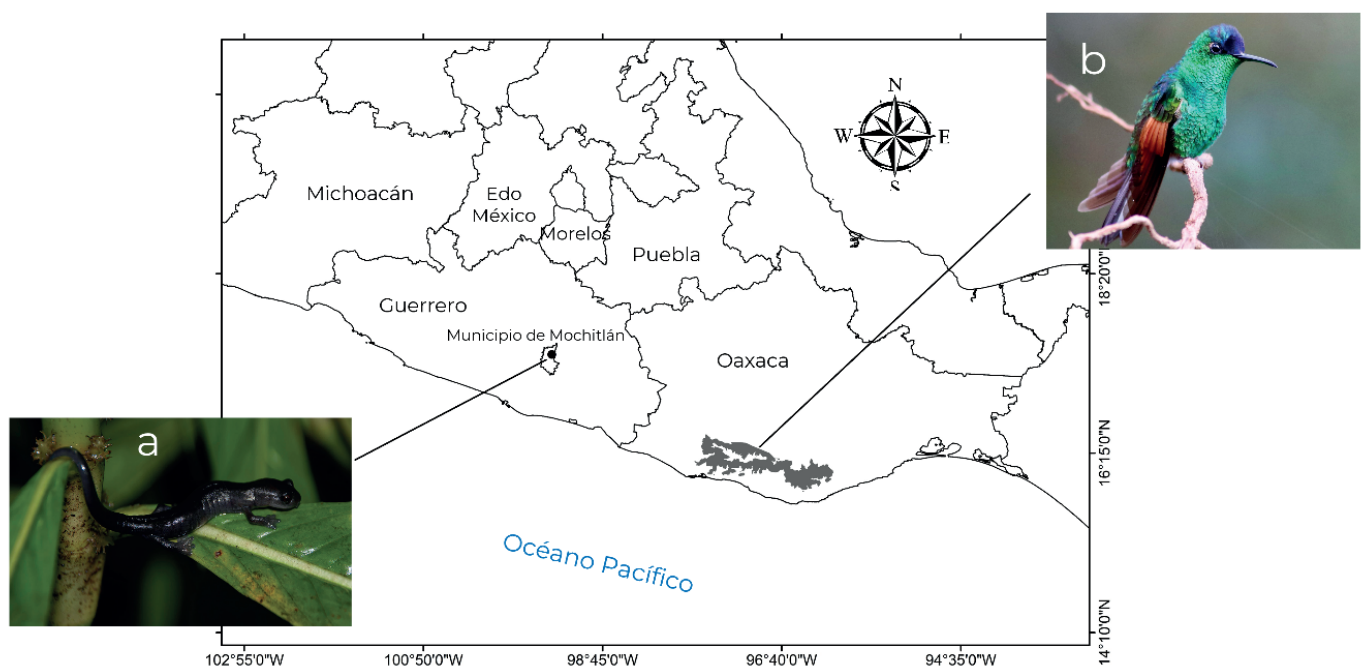 b
N
W E
S
Michoacán
Edo
México
Morelos
Puebla
Guerrero
Municipio de Mochitlán
Oaxaca
a
Océano Pacífico
18°20'0"N
16°15'0"N
14°10'0"N
102°55'0"W 100°50'0"W 98°45'0"W 96°40'0"W 94°35'0"W